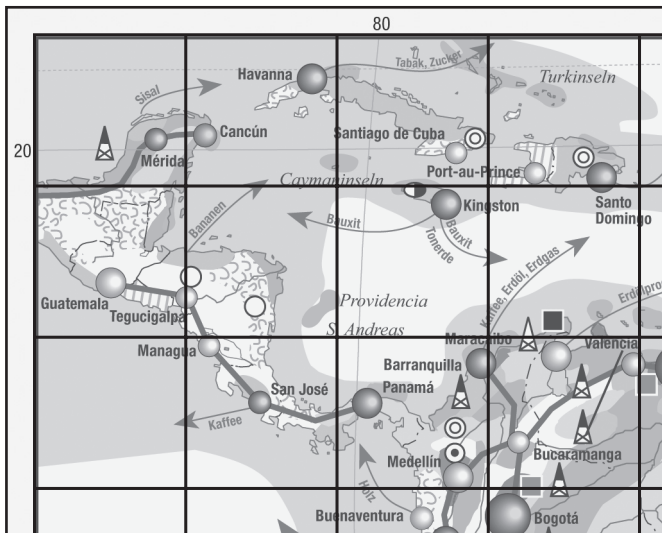 80
Havanna
Tabak, Zucker
Turkinseln
Sisal
Cancún
Santiago de Cuba
20
Mérida
Port-au-Prince
Caymaninseln
Kingston
Santo
Domingo
Bananen
Bauxit
Bauxit
Tonerde
Kaffee, Erdöl, Erdgas
Guatemala
Tegucigalpa
Providencia
S. Andreas
Managua
Maracaibo
Valencia
Barranquilla
San José
Panamá
Kaffee
Medellín
Bucaramanga
Holz
Buenaventura
Bogotá